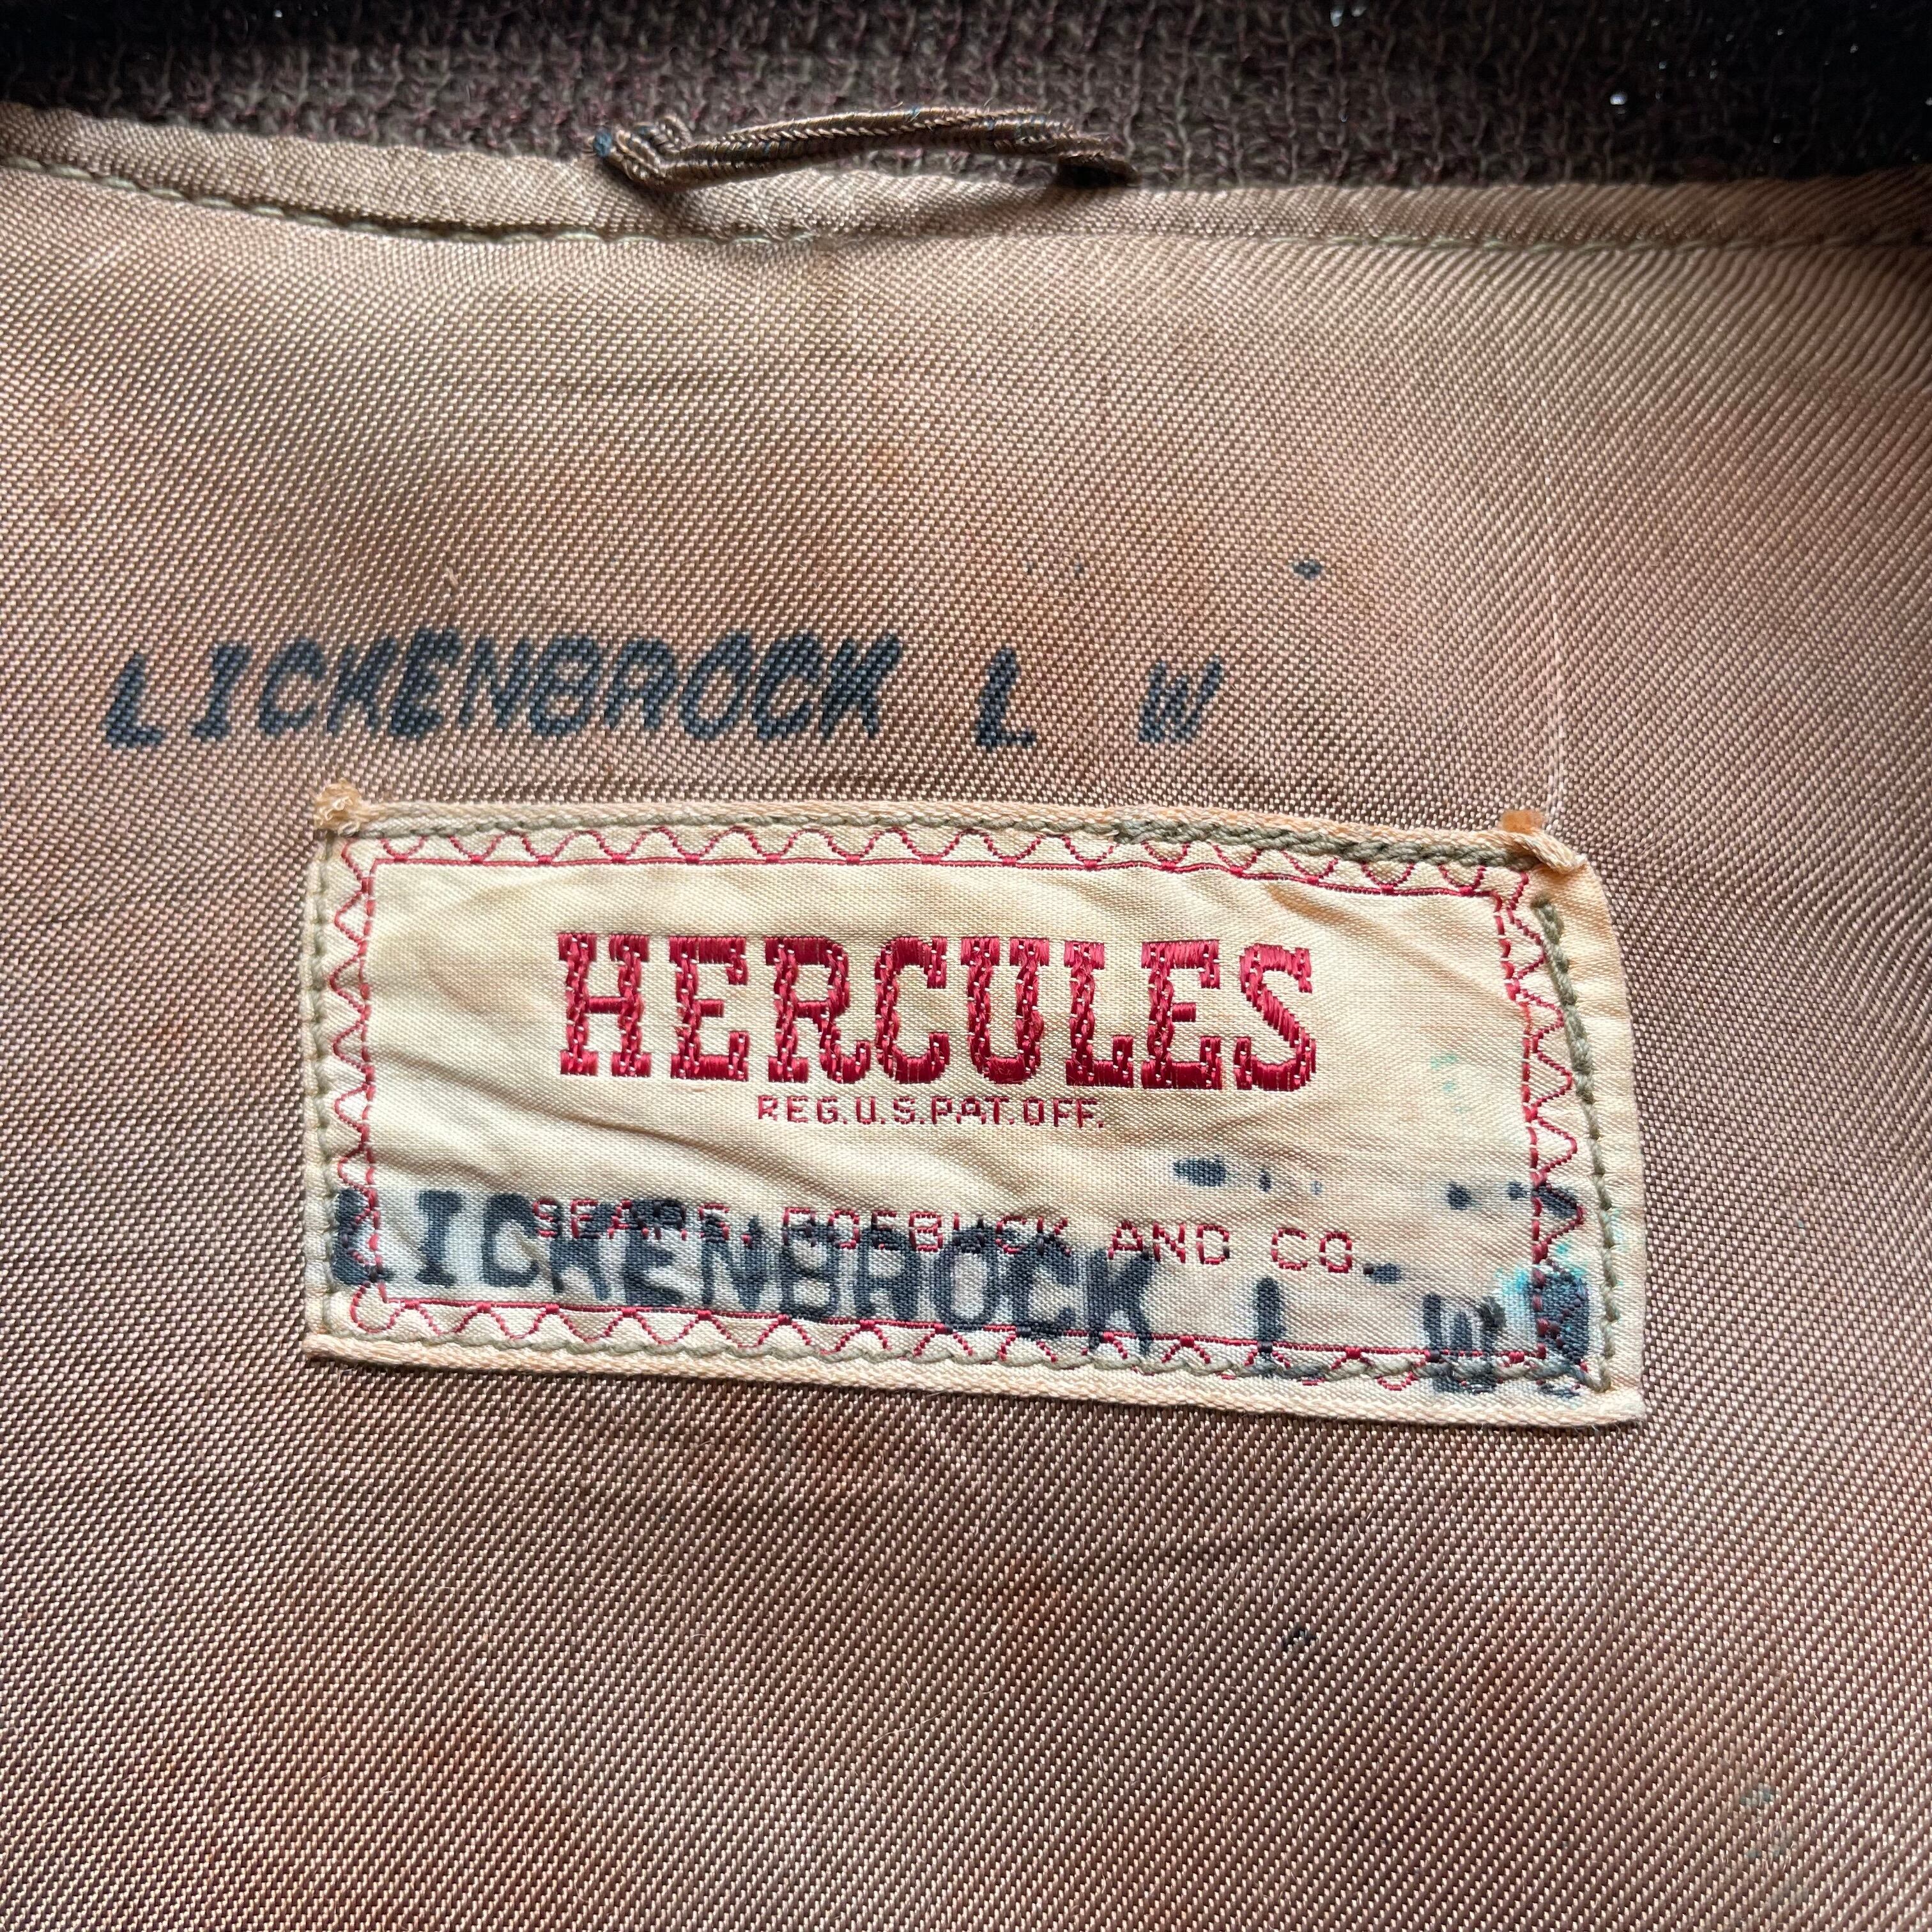 LICKENBROCK L W
HERCULES
REG.U.S.PAT.OFF.
SEARS, ROEBUCK AND CO.
LICKENBROCK L W